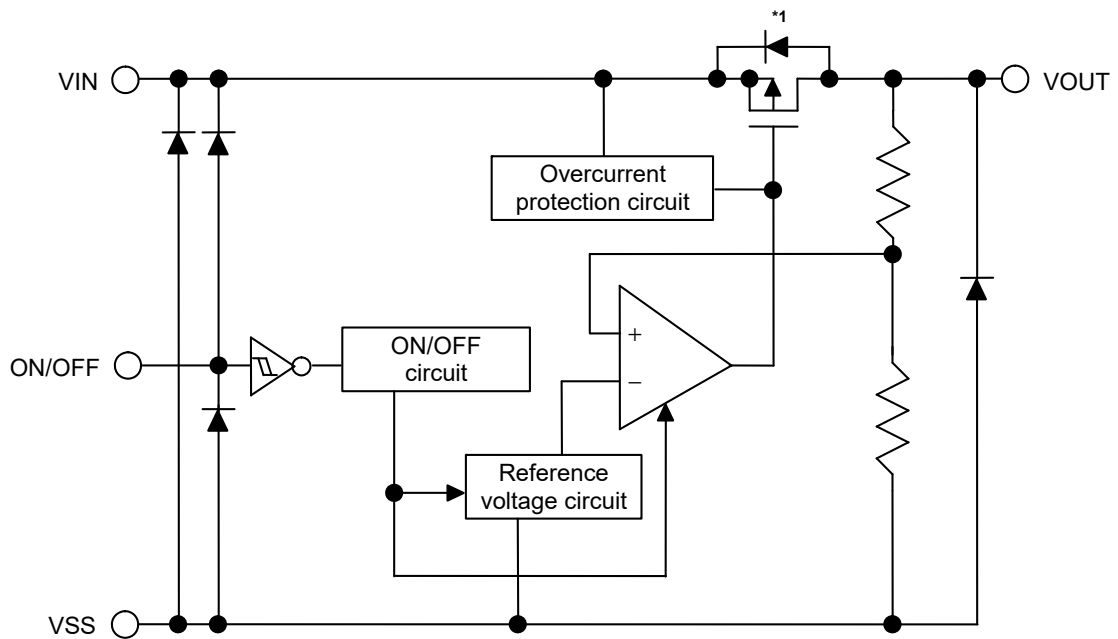 *1
VIN
VOUT
Overcurrent
protection circuit
+
−
ON/OFF
ON/OFF
circuit
Reference
voltage circuit
VSS